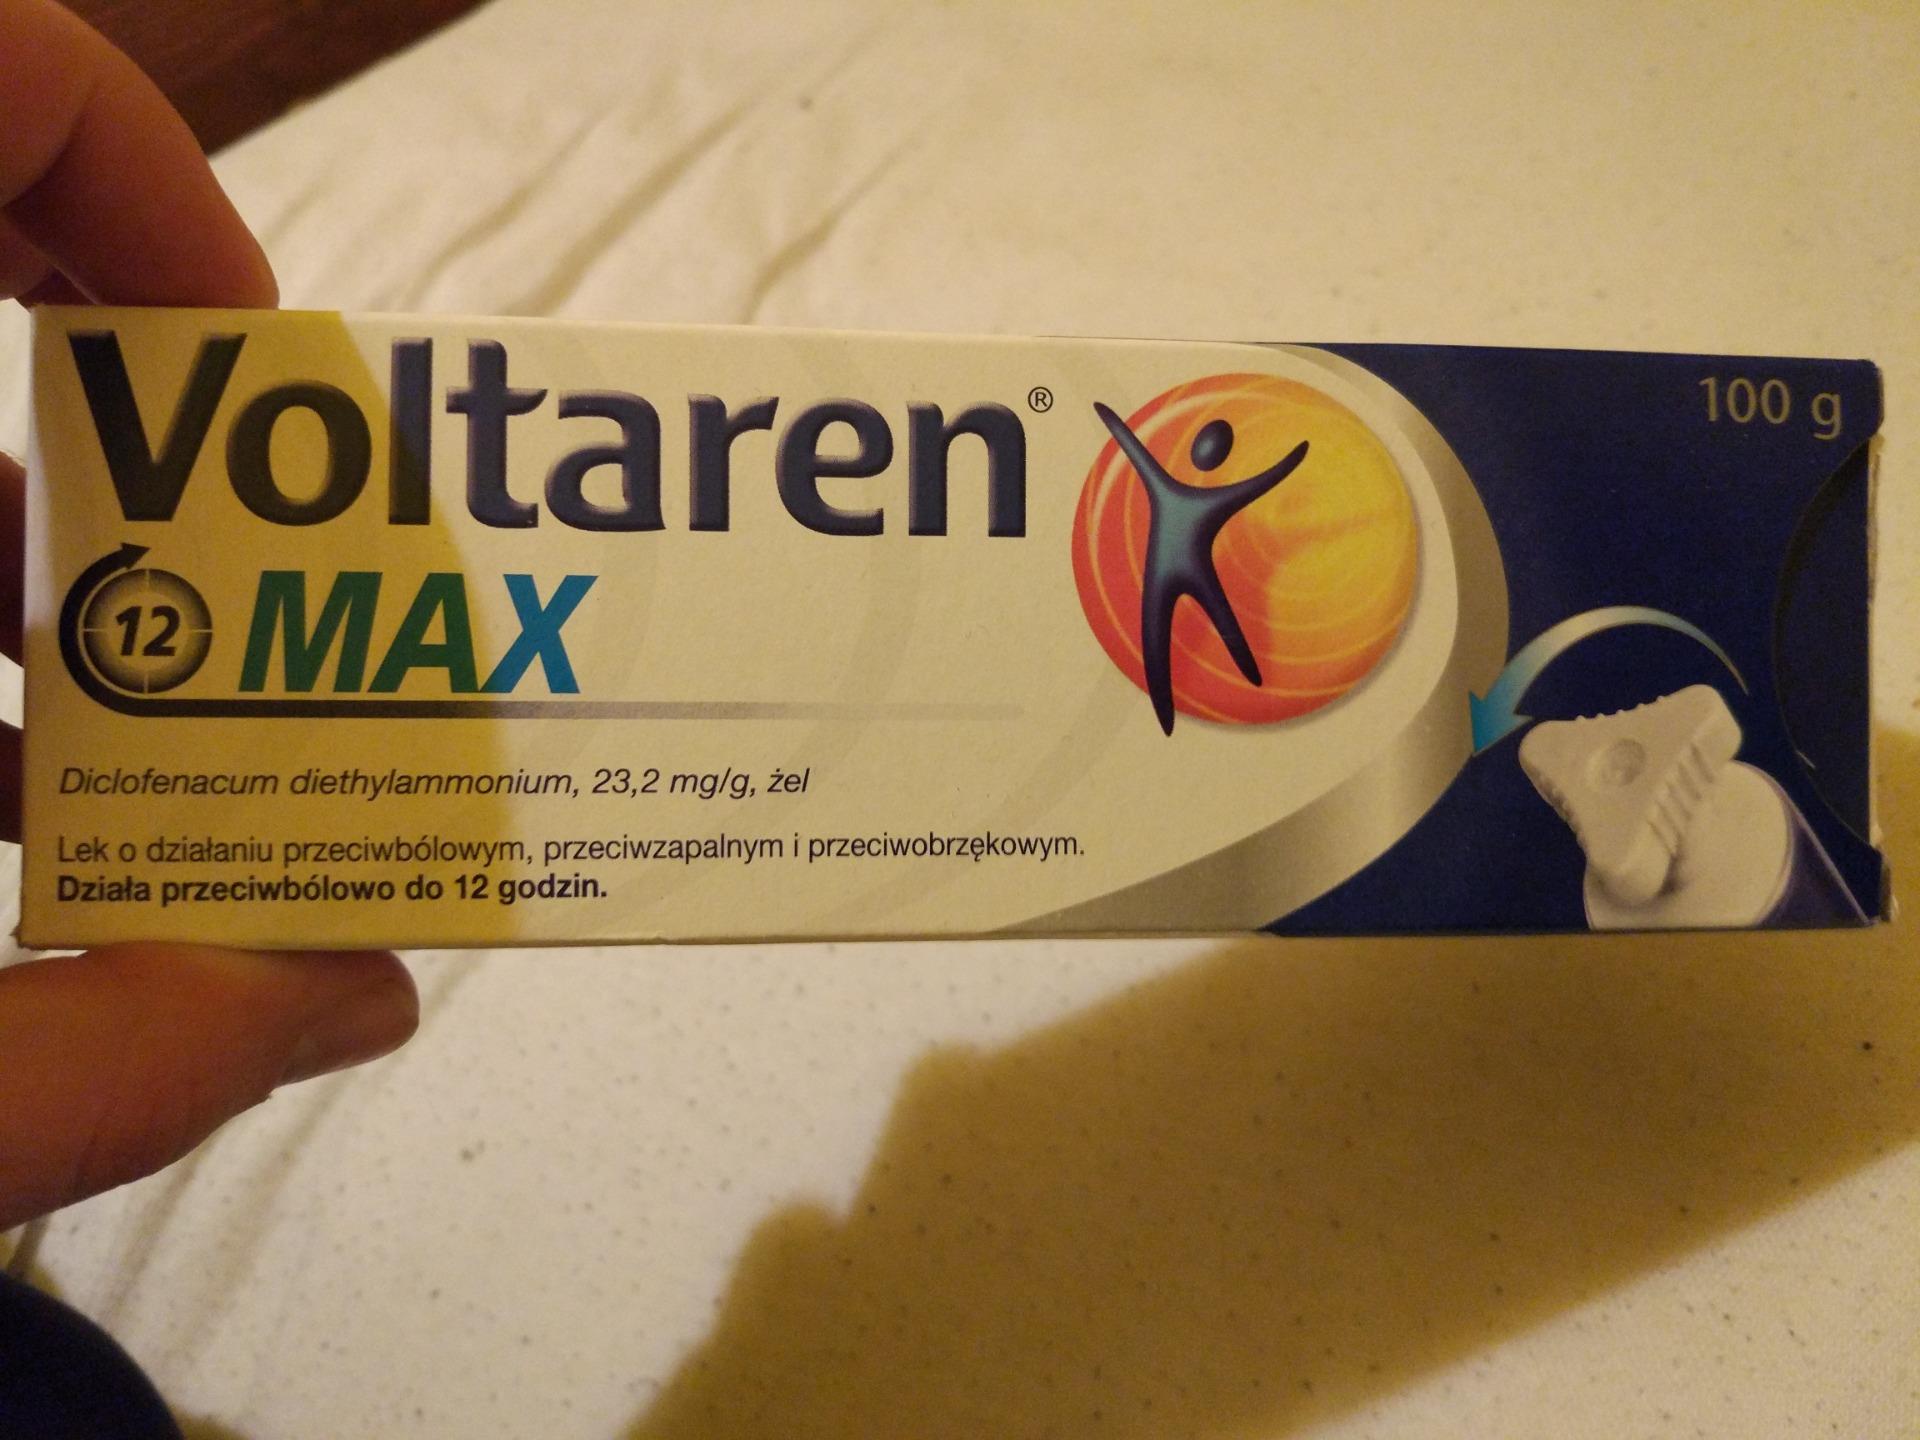 Voltaren®
100 g
12 MAX
Diclofenacum diethylammonium, 23,2 mg/g, żel
Lek o działaniu przeciwbólowym, przeciwzapalnym i przeciwobrzękowym.
Działa przeciwbólowo do 12 godzin.